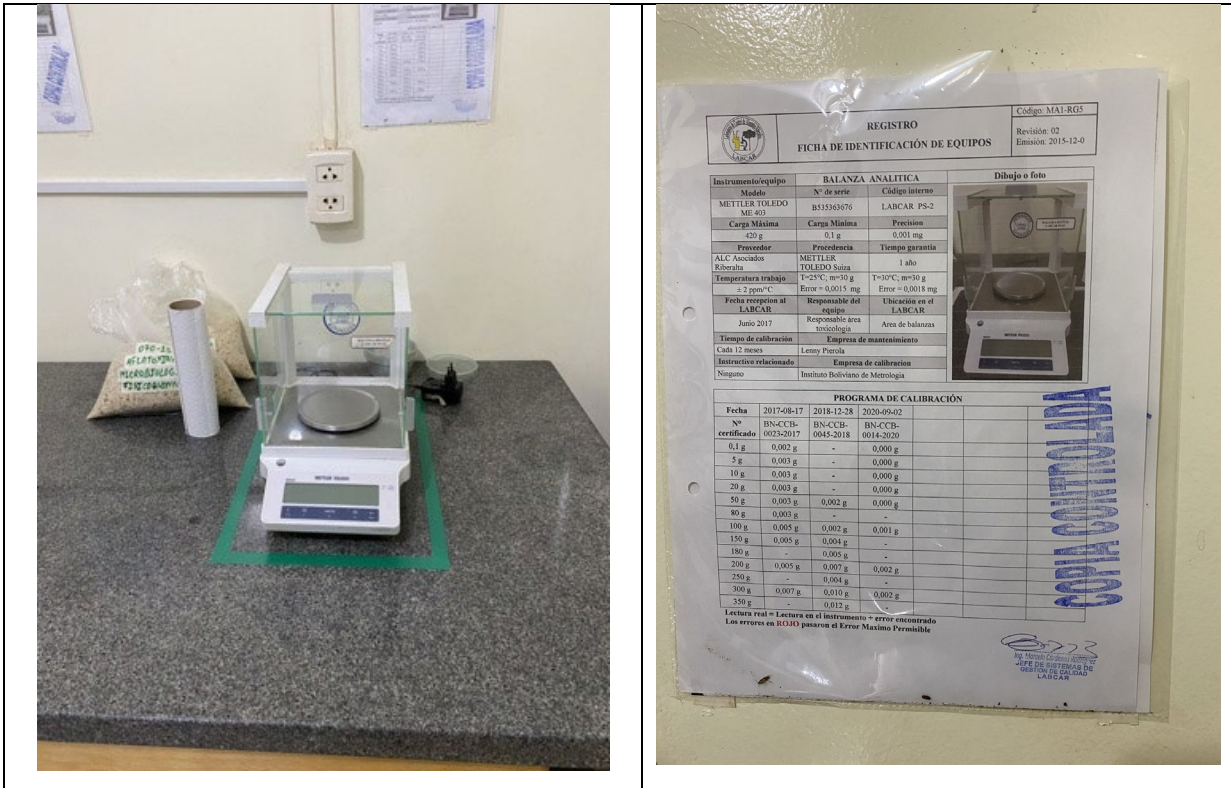 COPIA CONTROLADA
070-1
AFLATOXINA
MICROBIOLOG
FISICOQUIMI
METTLER TOLEDO
LABCAR
REGISTRO
FICHA DE IDENTIFICACIÓN DE EQUIPOS
Código: MA1-RG5
Revisión: 02
Emisión: 2015-12-0
Instrumento/equipo BALANZA ANALITICA Dibujo o foto
Modelo N° de serie Código interno
METTLER TOLEDO ME 403 B535363676 LABCAR PS-2
Carga Máxima Carga Minima Precision
420 g 0,1 g 0,001 mg
Proveedor Procedencia Tiempo garantia
ALC Asociados Riberalta METTLER TOLEDO Suiza 1 año
Temperatura trabajo T=25°C; m=30 g T=30°C; m=30 g
± 2 ppm/°C Error = 0,0015 mg Error = 0,0018 mg
Fecha recepcion al LABCAR Responsable del equipo Ubicación en el LABCAR
Junio 2017 Responsable área toxicologia Area de balanzas
Tiempo de calibración Empresa de mantenimiento
Cada 12 meses Lenny Pierola
Instructivo relacionado Empresa de calibracion
Ninguno Instituto Boliviano de Metrologia
PROGRAMA DE CALIBRACIÓN
Fecha 2017-08-17 2018-12-28 2020-09-02
N° certificado BN-CCB-0023-2017 BN-CCB-0045-2018 BN-CCB-0014-2020
0,1 g 0,002 g - 0,000 g
5 g 0,003 g - 0,000 g
10 g 0,003 g - 0,000 g
20 g 0,003 g - 0,000 g
50 g 0,003 g 0,002 g 0,000 g
80 g 0,003 g - -
100 g 0,005 g 0,002 g 0,001 g
150 g 0,005 g 0,004 g -
180 g - 0,005 g -
200 g 0,005 g 0,007 g 0,002 g
250 g - 0,004 g -
300 g 0,007 g 0,010 g 0,002 g
350 g - 0,012 g -
Lectura real = Lectura en el instrumento + error encontrado
Los errores en ROJO pasaron el Error Maximo Permisible
COPIA CONTROLADA
JEFE DE SISTEMAS DE
GESTION DE CALIDAD
LABCAR